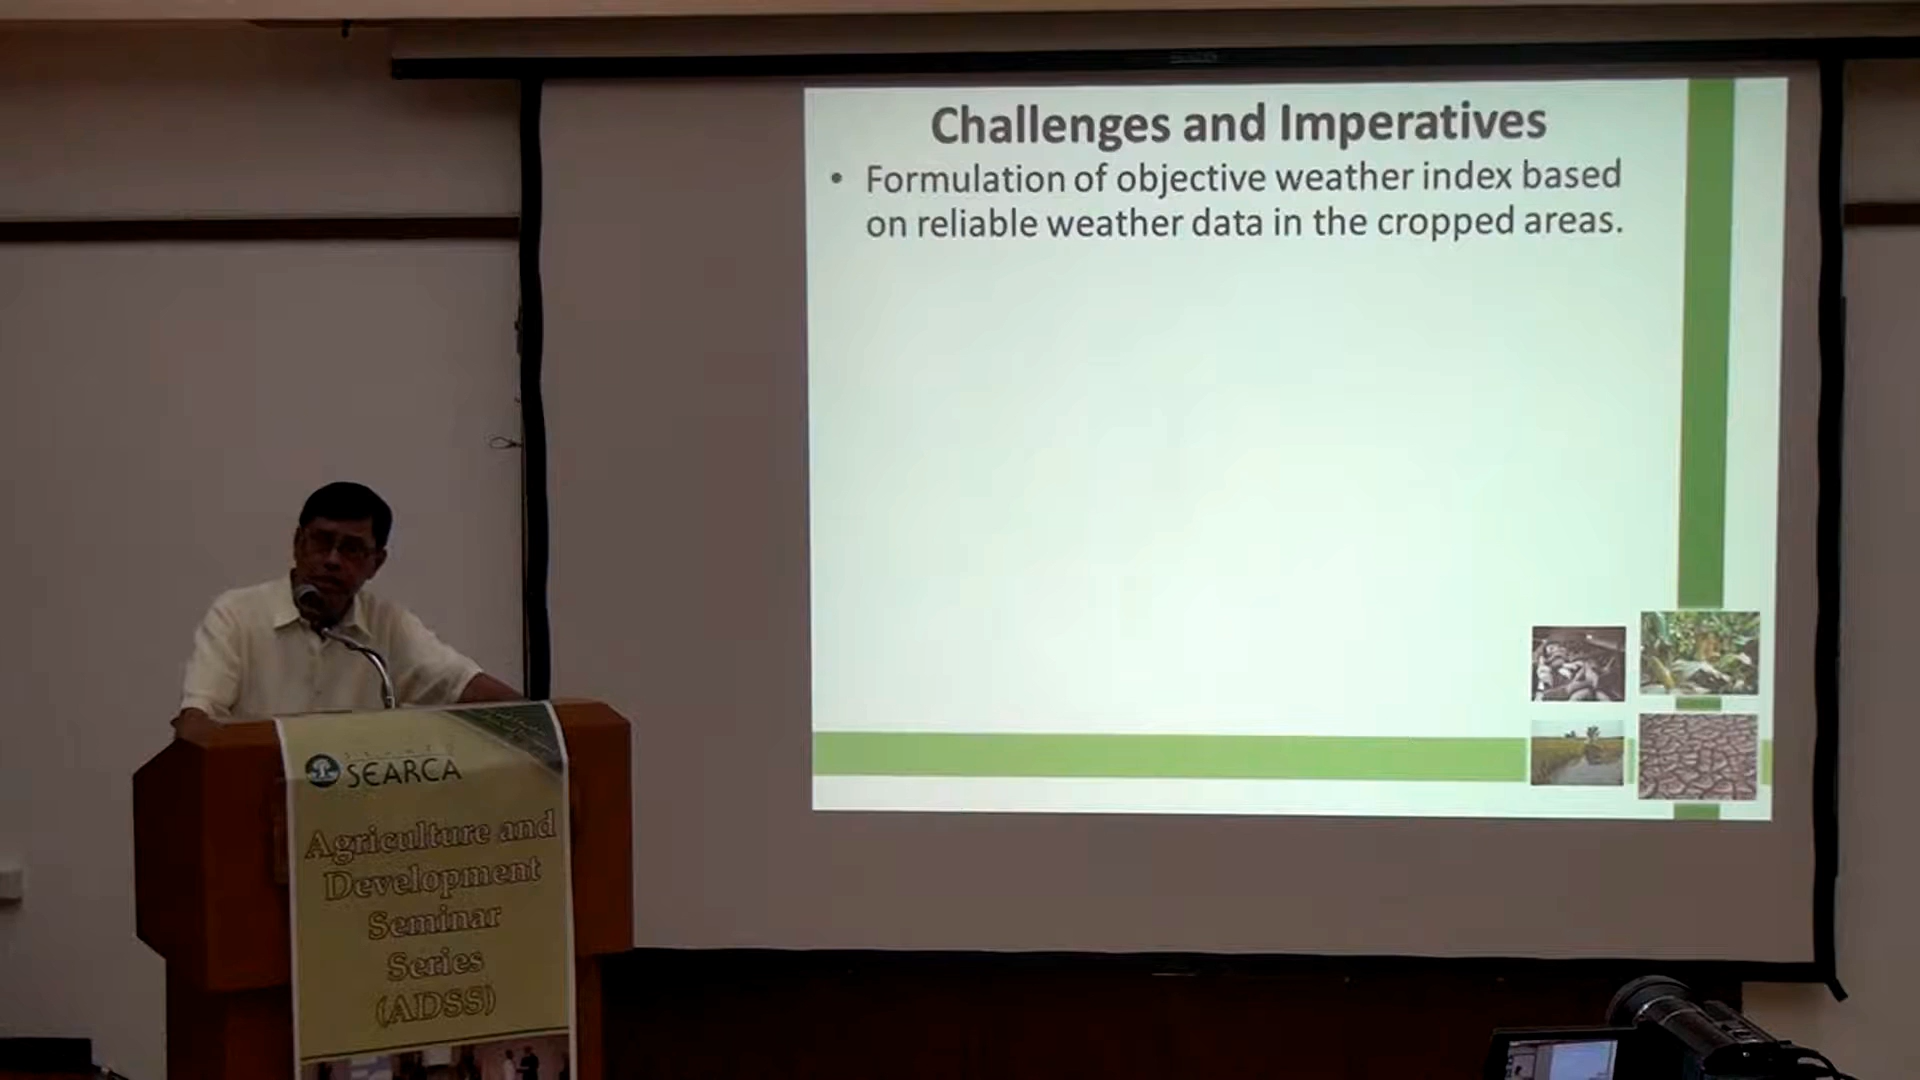 Challenges and Imperatives
• Formulation of objective weather index based
on reliable weather data in the cropped areas.
SEARCA
Agriculture and
Development
Seminar
Series
(ADSS)